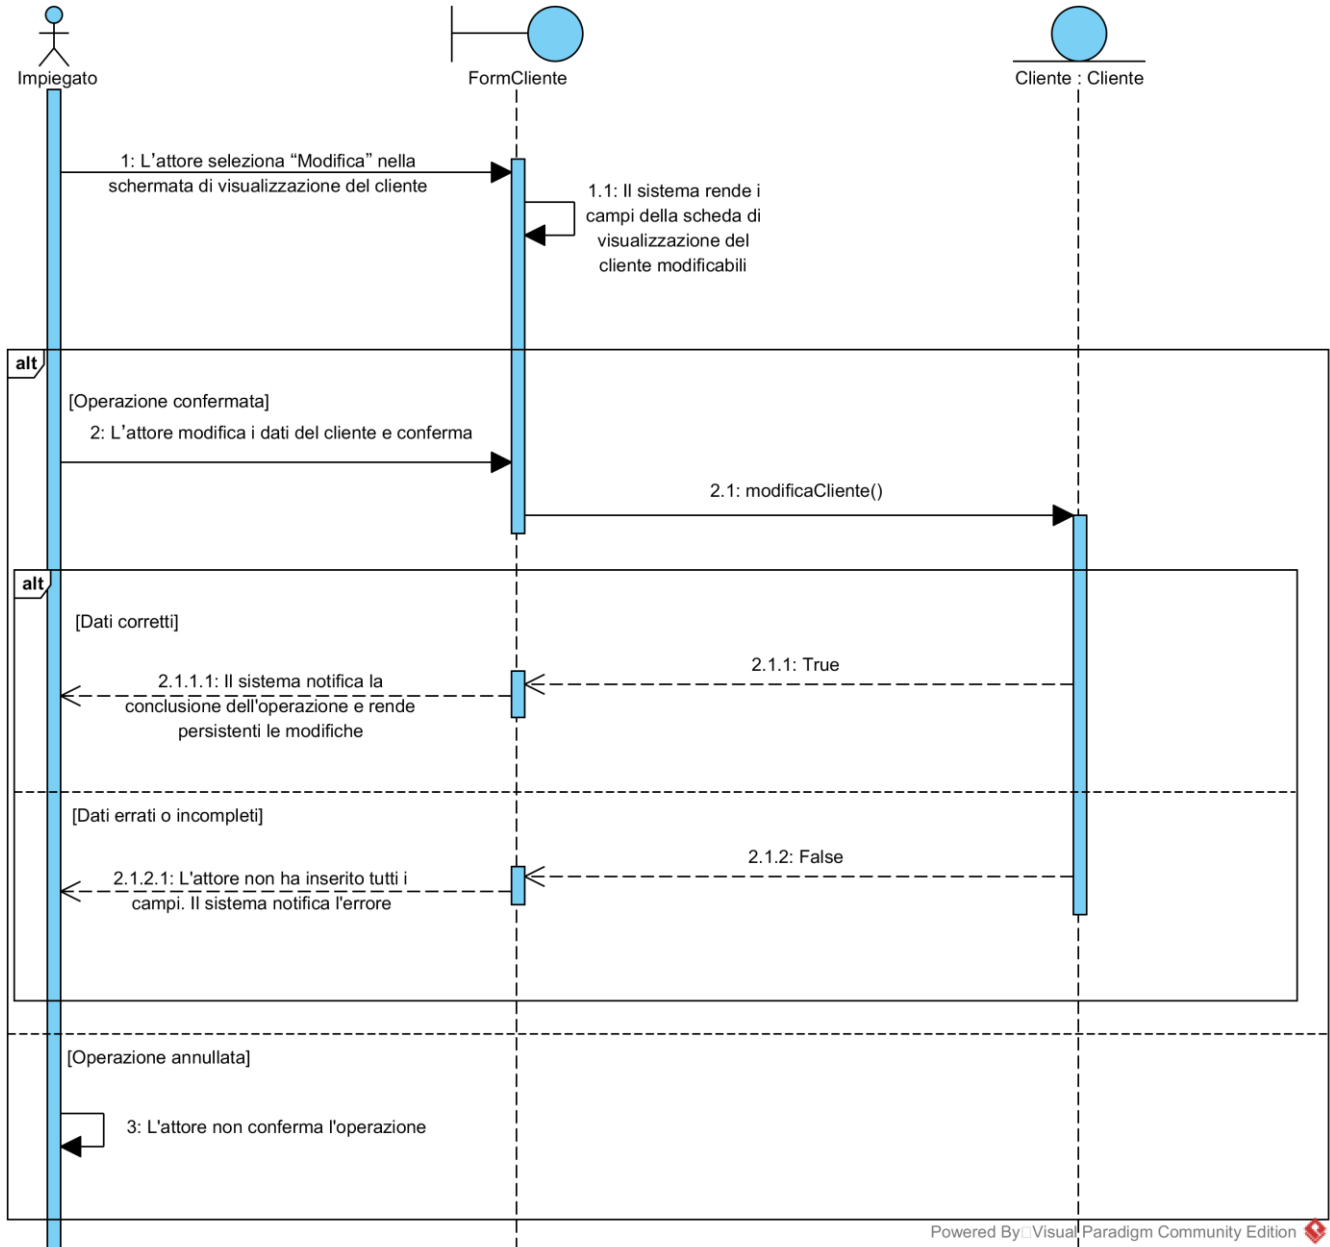 Impiegato
FormCliente
Cliente : Cliente
1: L’attore seleziona “Modifica” nella
schermata di visualizzazione del cliente
1.1: Il sistema rende i
campi della scheda di
visualizzazione del
cliente modificabili
alt
[Operazione confermata]
2: L’attore modifica i dati del cliente e conferma
2.1: modificaCliente()
alt
[Dati corretti]
2.1.1: True
2.1.1.1: Il sistema notifica la
conclusione dell'operazione e rende
persistenti le modifiche
[Dati errati o incompleti]
2.1.2: False
2.1.2.1: L'attore non ha inserito tutti i
campi. Il sistema notifica l'errore
[Operazione annullata]
3: L'attore non conferma l'operazione
Powered By Visual Paradigm Community Edition